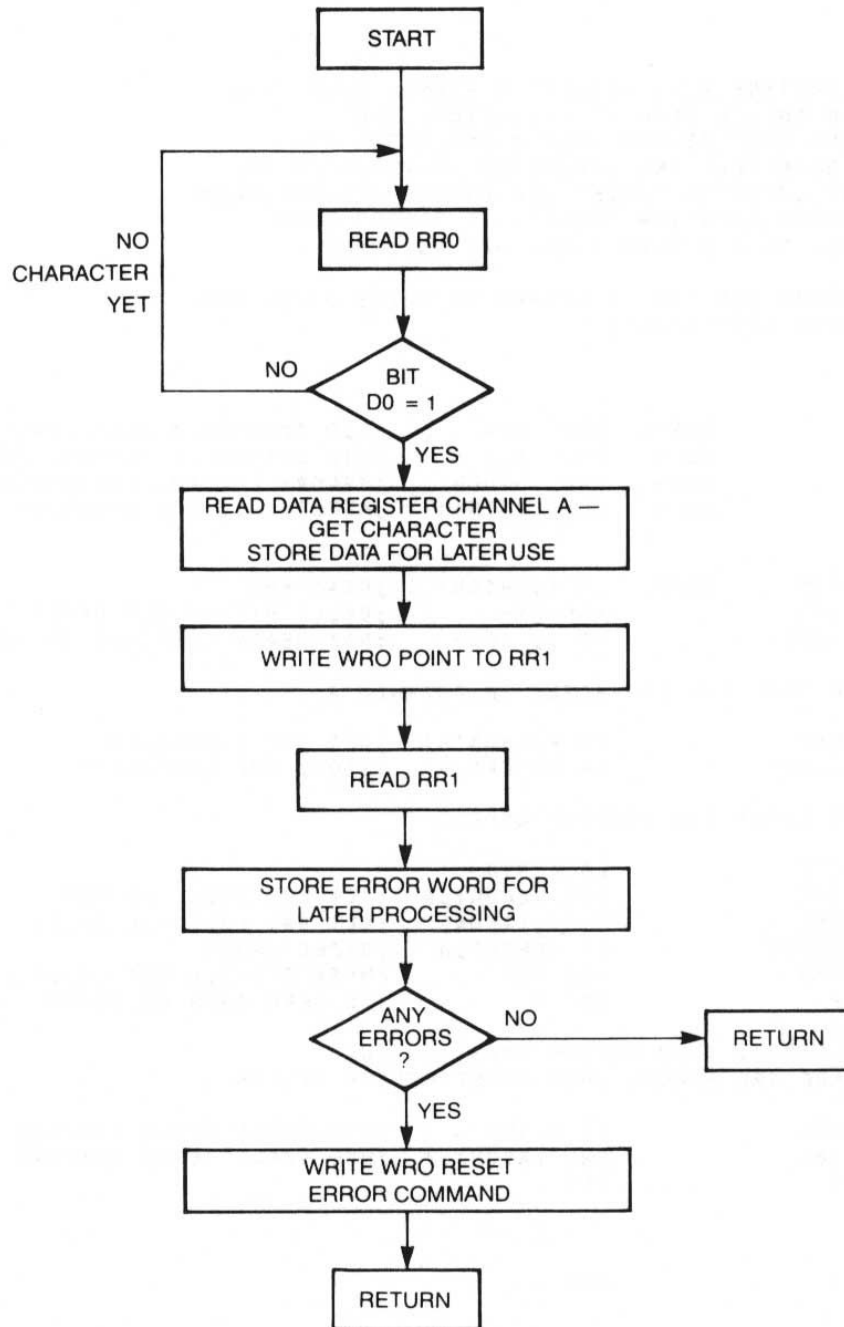 START
NO
CHARACTER
YET
READ RR0
NO
BIT
D0 = 1
YES
READ DATA REGISTER CHANNEL A —
GET CHARACTER
STORE DATA FOR LATER USE
WRITE WRO POINT TO RR1
READ RR1
STORE ERROR WORD FOR
LATER PROCESSING
ANY
ERRORS
?
NO
RETURN
YES
WRITE WRO RESET
ERROR COMMAND
RETURN